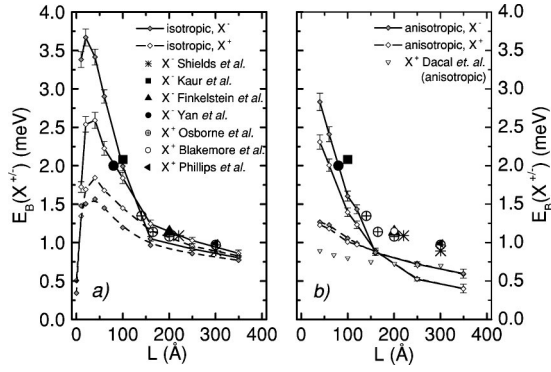 4.0
3.5
3.0
2.5
2.0
1.5
1.0
0.5
0.0
E_B(X^{+/-}) (meV)
isotropic, X⁻
isotropic, X⁺
X⁻ Shields et al.
X⁻ Kaur et al.
X⁻ Finkelstein et al.
X⁻ Yan et al.
X⁺ Osborne et al.
X⁺ Blakemore et al.
X⁺ Phillips et al.
a)
0 100 200 300
L (Å)
anisotropic, X⁻
anisotropic, X⁺
X⁺ Dacal et. al.
(anisotropic)
b)
0 100 200 300
L (Å)
4.0
3.5
3.0
2.5
2.0
1.5
1.0
0.5
0.0
E_B(X^{+/-}) (meV)